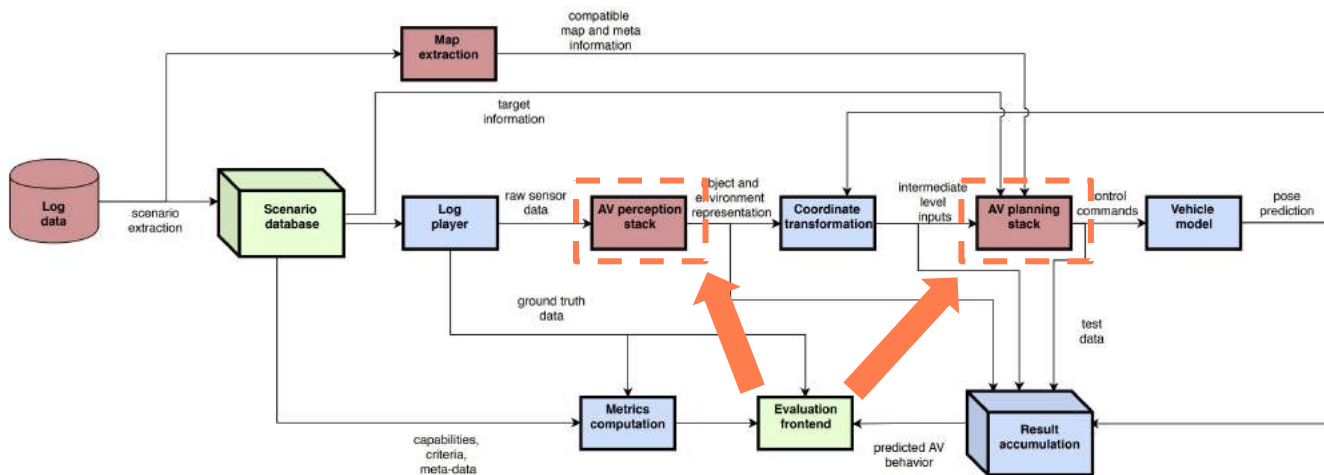 compatible
map and meta
information
Map
extraction
target
information
Log
data
scenario
extraction
Scenario
database
Log
player
raw sensor
data
AV perception
stack
object and
environment
representation
Coordinate
transformation
intermediate
level
inputs
AV planning
stack
control
commands
Vehicle
model
pose
prediction
ground truth
data
test
data
Metrics
computation
Evaluation
frontend
Result
accumulation
capabilities,
criteria,
meta-data
predicted AV
behavior